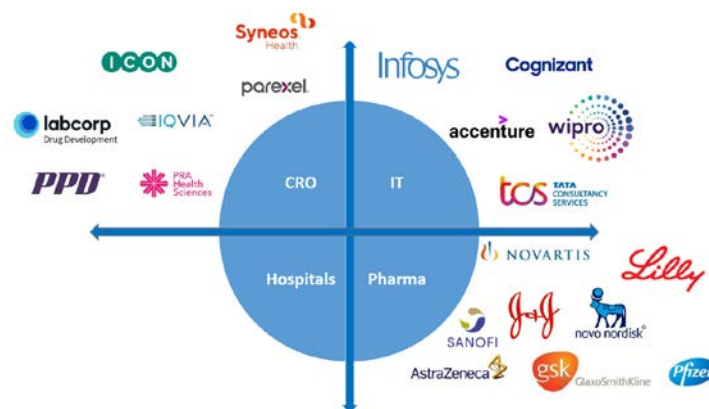 ICON
Syneos
Health
parexel
labcorp
Drug Development
IQVIA
PPD
PRA
Health
Sciences
CRO
Infosys
Cognizant
accenture
wipro
tcs TATA
CONSULTANCY
SERVICES
IT
Hospitals
Pharma
NOVARTIS
Lilly
SANOFI
J&J
novo nordisk
AstraZeneca
gsk
GlaxoSmithKline
Pfizer